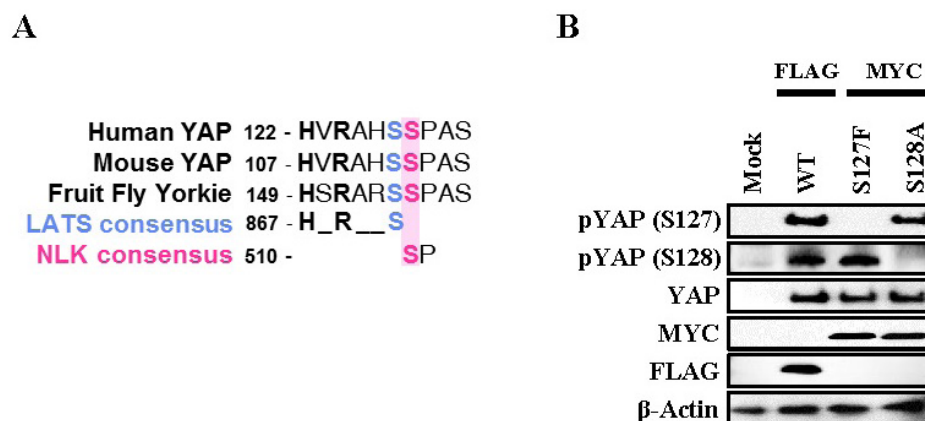 A
Human YAP 122 - HVRAHSSPAS
Mouse YAP 107 - HVRAHSSPAS
Fruit Fly Yorkie 149 - HSRARSSPAS
LATS consensus 867 - H_R__S
NLK consensus 510 - SP
B
FLAG MYC
Mock WT S127F S128A
pYAP (S127)
pYAP (S128)
YAP
MYC
FLAG
β-Actin